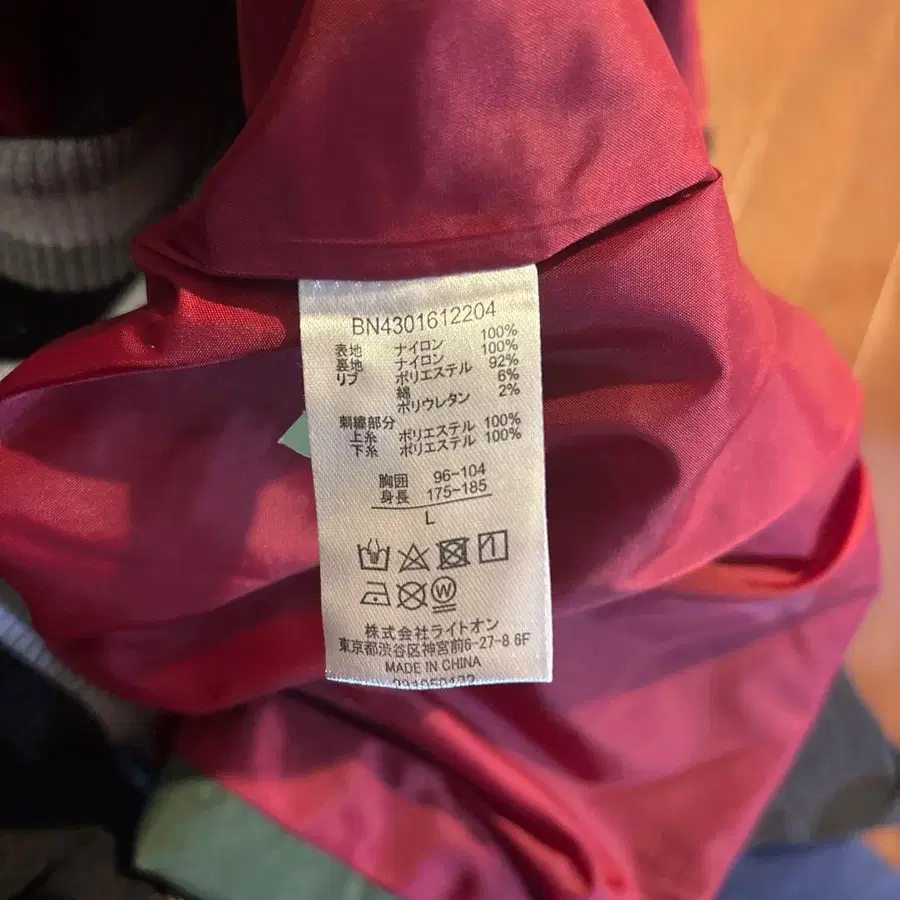 BN4301612204
表地 ナイロン 100%
裏地 ナイロン 100%
リブ ポリエステル 92%
綿 6%
ポリウレタン 2%
刺繍部分
上糸 ポリエステル 100%
下糸 ポリエステル 100%
胸囲 96-104
身長 175-185
L
W
株式会社ライトオン
東京都渋谷区神宮前6-27-8 6F
MADE IN CHINA